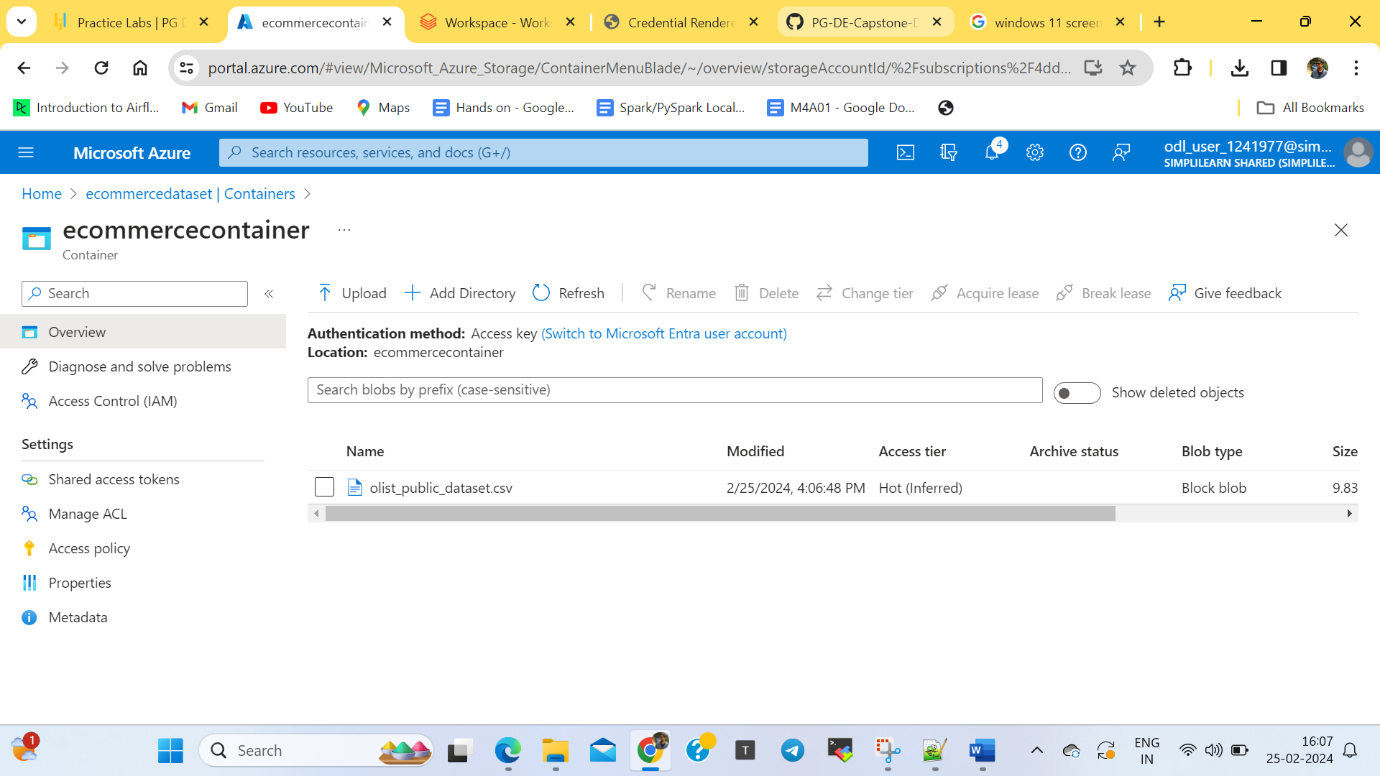 Practice Labs | PG D
ecommercecontain
Workspace - Work
Credential Rendere
PG-DE-Capstone-D
windows 11 screen
portal.azure.com/#view/Microsoft_Azure_Storage/ContainerMenuBlade/~/overview/storageAccountId/%2Fsubscriptions%2F4dd...
Introduction to Airfl...
Gmail
YouTube
Maps
Hands on - Google...
Spark/PySpark Local...
M4A01 - Google Do...
All Bookmarks
Microsoft Azure
Search resources, services, and docs (G+/)
4
odl_user_1241977@sim...
SIMPLILEARN SHARED (SIMPLILE...
Home > ecommercedataset | Containers >
ecommercecontainer ...
Container
Search
«
Upload
Add Directory
Refresh
Rename
Delete
Change tier
Acquire lease
Break lease
Give feedback
Overview
Diagnose and solve problems
Access Control (IAM)
Settings
Shared access tokens
Manage ACL
Access policy
Properties
Metadata
Authentication method: Access key (Switch to Microsoft Entra user account)
Location: ecommercecontainer
Search blobs by prefix (case-sensitive)
Show deleted objects
Name Modified Access tier Archive status Blob type Size
olist_public_dataset.csv 2/25/2024, 4:06:48 PM Hot (Inferred) Block blob 9.83
1
Search
T
ENG
IN
16:07
25-02-2024